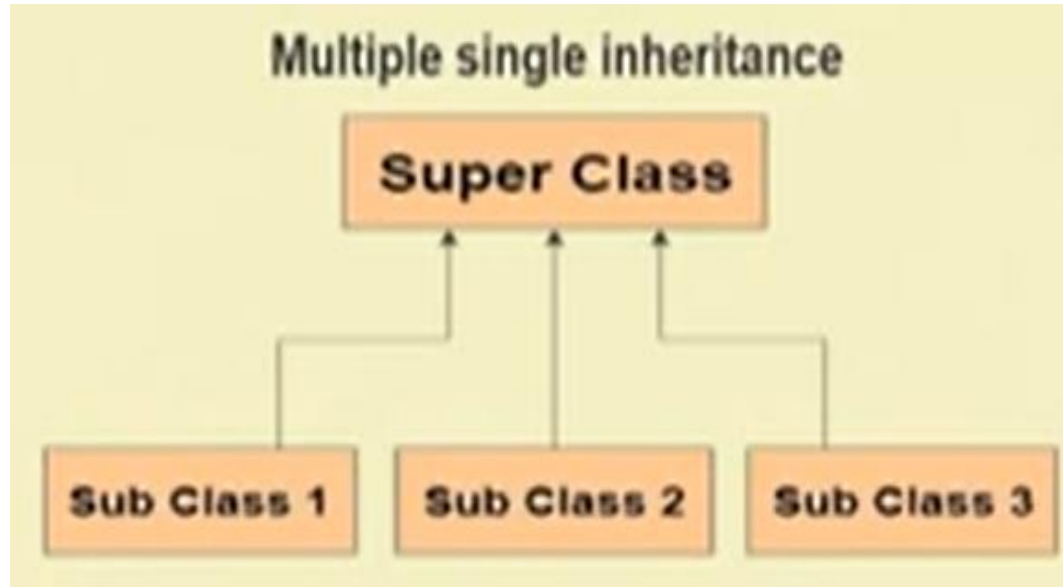 Multiple single inheritance
Super Class
Sub Class 1
Sub Class 2
Sub Class 3